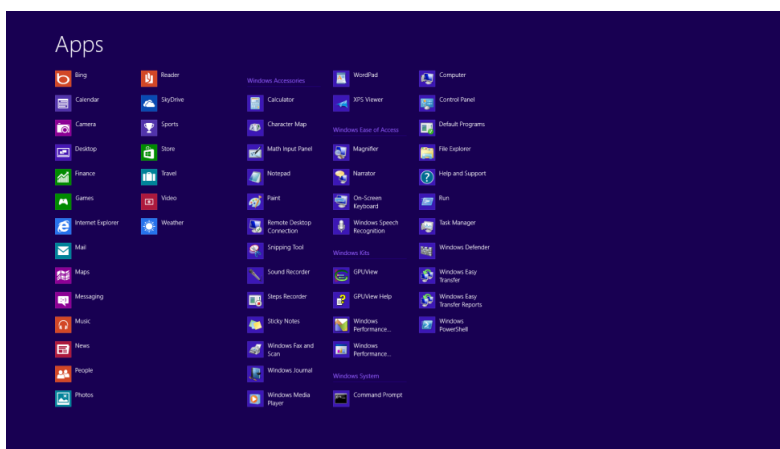 Apps
Bing
Calendar
Camera
Desktop
Finance
Games
Internet Explorer
Mail
Maps
Messaging
Music
News
People
Photos
Reader
SkyDrive
Sports
Store
Travel
Video
Weather
Windows Accessories
Calculator
Character Map
Math Input Panel
Notepad
Paint
Remote Desktop
Connection
Snipping Tool
Sound Recorder
Steps Recorder
Sticky Notes
Windows Fax and
Scan
Windows Journal
Windows Media
Player
WordPad
XPS Viewer
Windows Ease of Access
Magnifier
Narrator
On-Screen
Keyboard
Windows Speech
Recognition
Windows Kits
GPUView
GPUView Help
Windows
Performance...
Windows
Performance...
Windows System
Command Prompt
Computer
Control Panel
Default Programs
File Explorer
Help and Support
Run
Task Manager
Windows Defender
Windows Easy
Transfer
Windows Easy
Transfer Reports
Windows
PowerShell